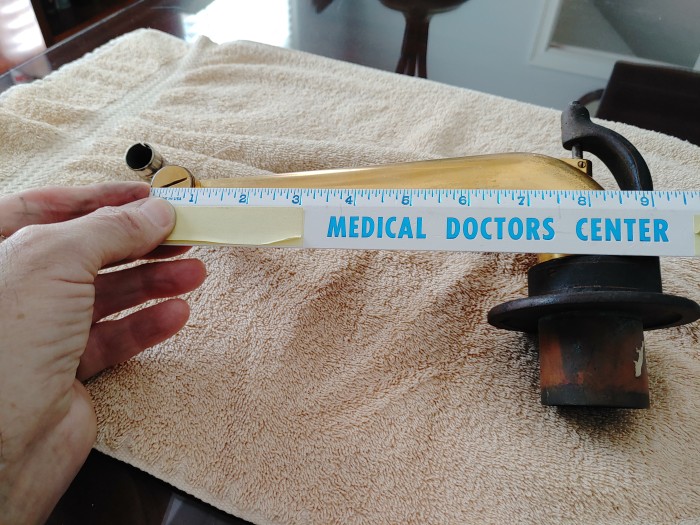 1 2 3 4 5 6 7 8 9
MEDICAL DOCTORS CENTER